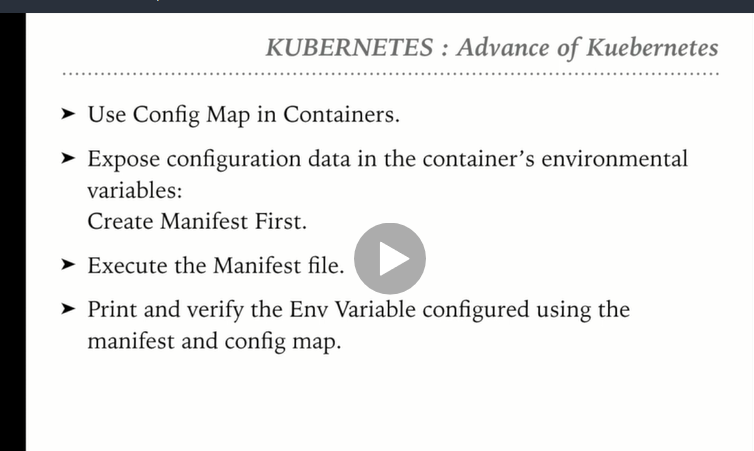 KUBERNETES : Advance of Kuebernetes
➤ Use Config Map in Containers.
➤ Expose configuration data in the container’s environmental
variables:
Create Manifest First.
➤ Execute the Manifest file.
➤ Print and verify the Env Variable configured using the
manifest and config map.